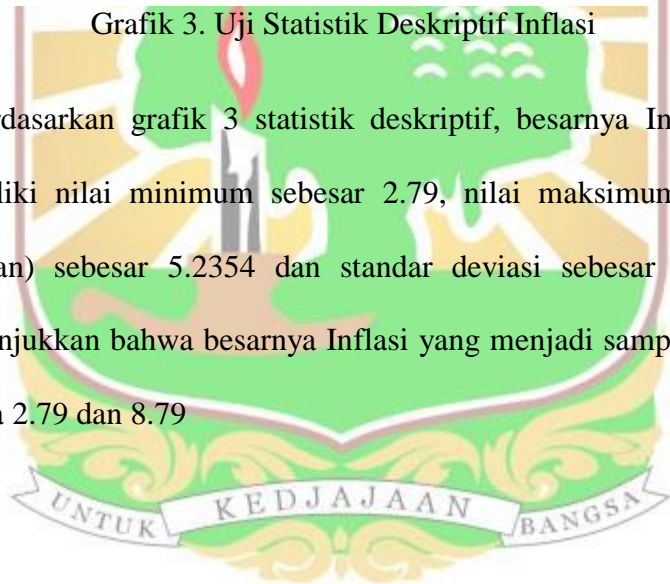 Grafik 3. Uji Statistik Deskriptif Inflasi
rdasarkan grafik 3 statistik deskriptif, besarnya In
liki nilai minimum sebesar 2.79, nilai maksimum
an) sebesar 5.2354 dan standar deviasi sebesar
njukkan bahwa besarnya Inflasi yang menjadi samp
a 2.79 dan 8.79
UNTUK KEDJAJAAN BANGSA